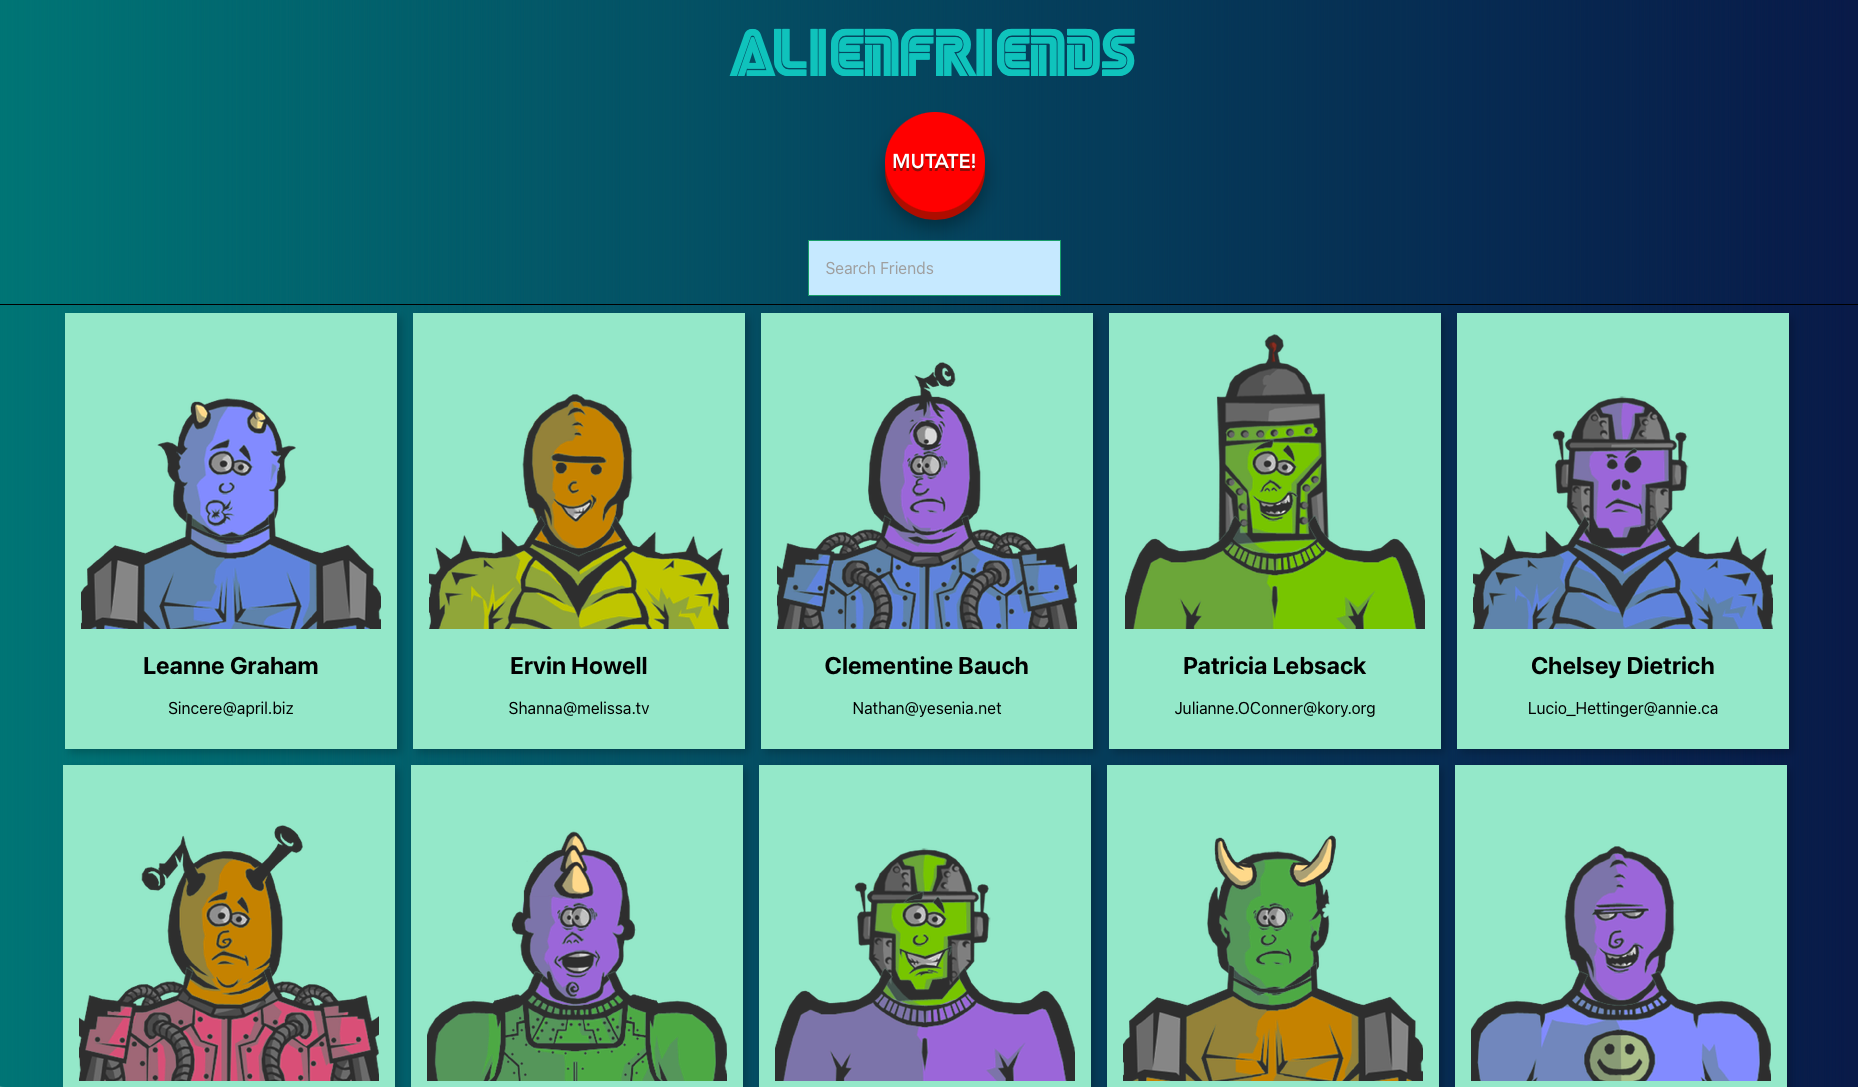 ALIENFRIENDS
MUTATE!
Search Friends
Leanne Graham
Sincere@april.biz
Ervin Howell
Shanna@melissa.tv
Clementine Bauch
Nathan@yesenia.net
Patricia Lebsack
Julianne.OConner@kory.org
Chelsey Dietrich
Lucio_Hettinger@annie.ca